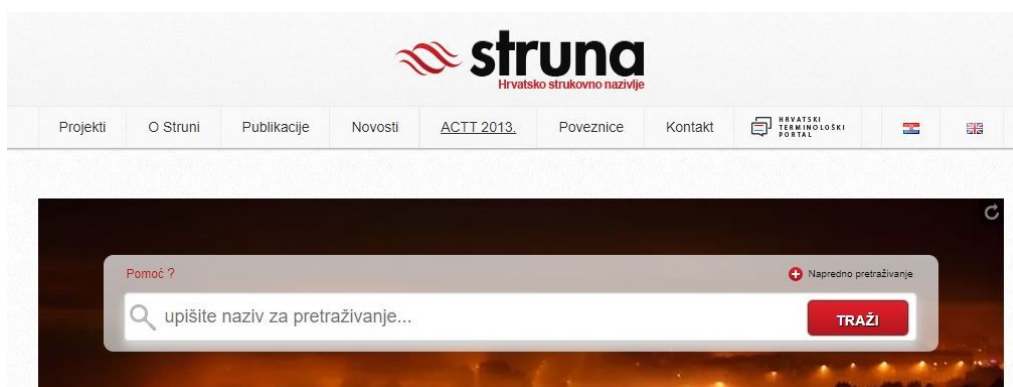 struna
Hrvatsko strukovno nazivlje
Projekti O Struni Publikacije Novosti ACTT 2013. Poveznice Kontakt HRVATSKI TERMINOLOŠKI PORTAL
Pomoć ? Napredno pretraživanje
upišite naziv za pretraživanje... TRAŽI